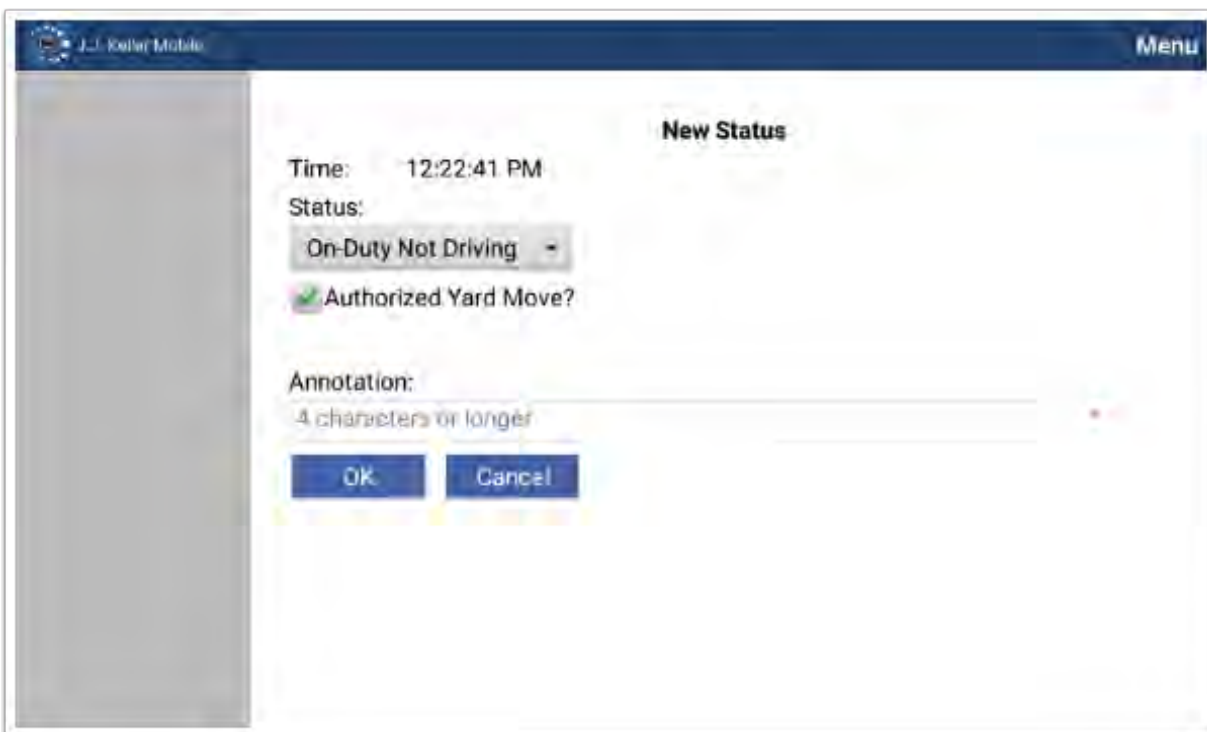 J.J. Keller Mobile
Menu
New Status
Time: 12:22:41 PM
Status:
On-Duty Not Driving
Authorized Yard Move?
Annotation:
4 characters or longer
*
OK
Cancel